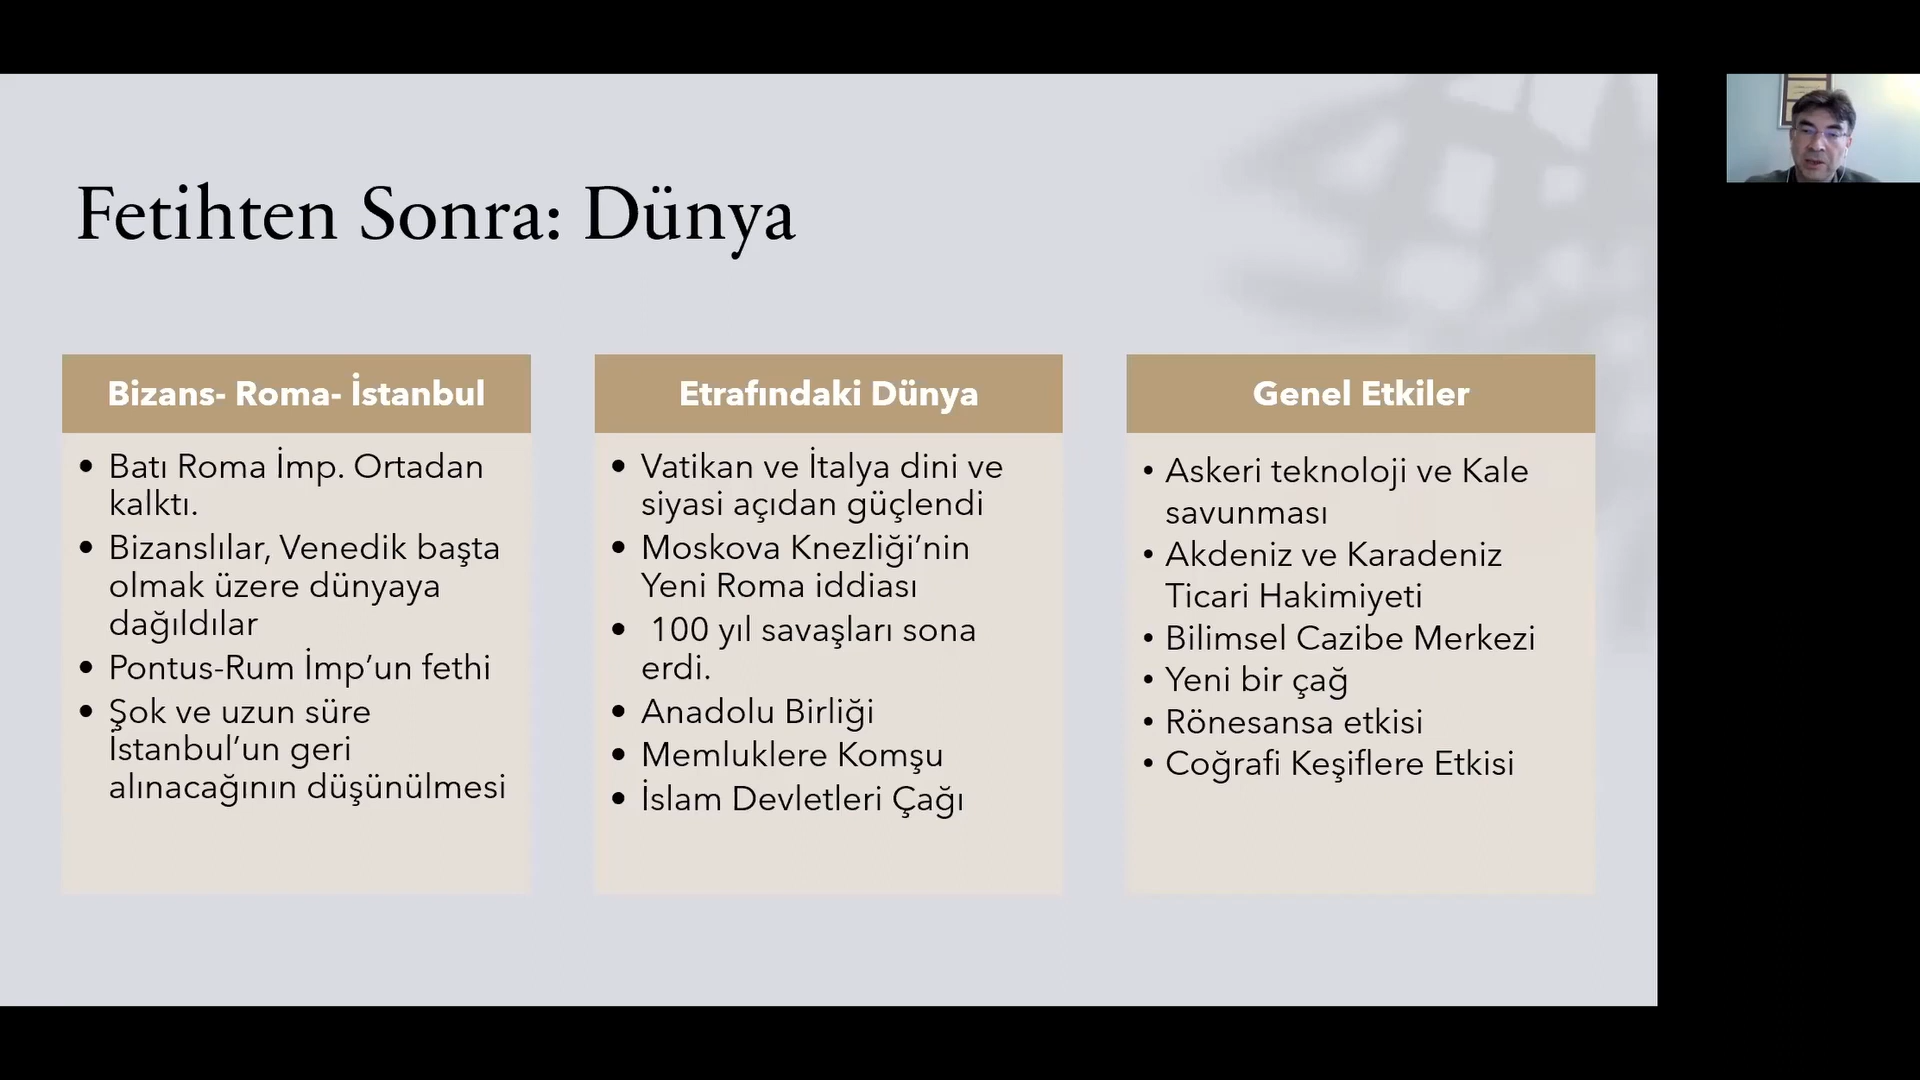 Fetihten Sonra: Dünya
Bizans- Roma- İstanbul
• Batı Roma İmp. Ortadan
kalktı.
• Bizanslılar, Venedik başta
olmak üzere dünyaya
dağıldılar
• Pontus-Rum İmp’un fethi
• Şok ve uzun süre
İstanbul’un geri
alınacağının düşünülmesi
Etrafındaki Dünya
• Vatikan ve İtalya dini ve
siyasi açıdan güçlendi
• Moskova Knezliği’nin
Yeni Roma iddiası
• 100 yıl savaşları sona
erdi.
• Anadolu Birliği
• Memluklere Komşu
• İslam Devletleri Çağı
Genel Etkiler
• Askeri teknoloji ve Kale
savunması
• Akdeniz ve Karadeniz
Ticari Hakimiyeti
• Bilimsel Cazibe Merkezi
• Yeni bir çağ
• Rönesansa etkisi
• Coğrafi Keşiflere Etkisi